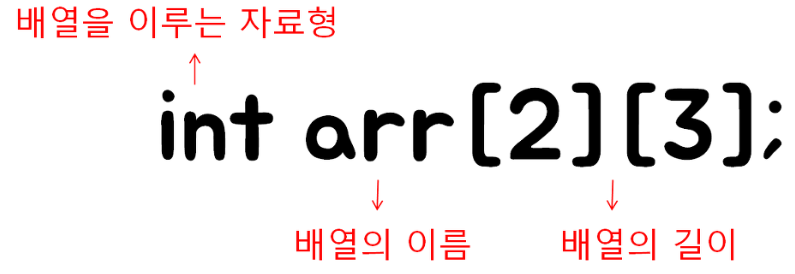 배열을 이루는 자료형
int arr[2][3];
배열의 이름 배열의 길이